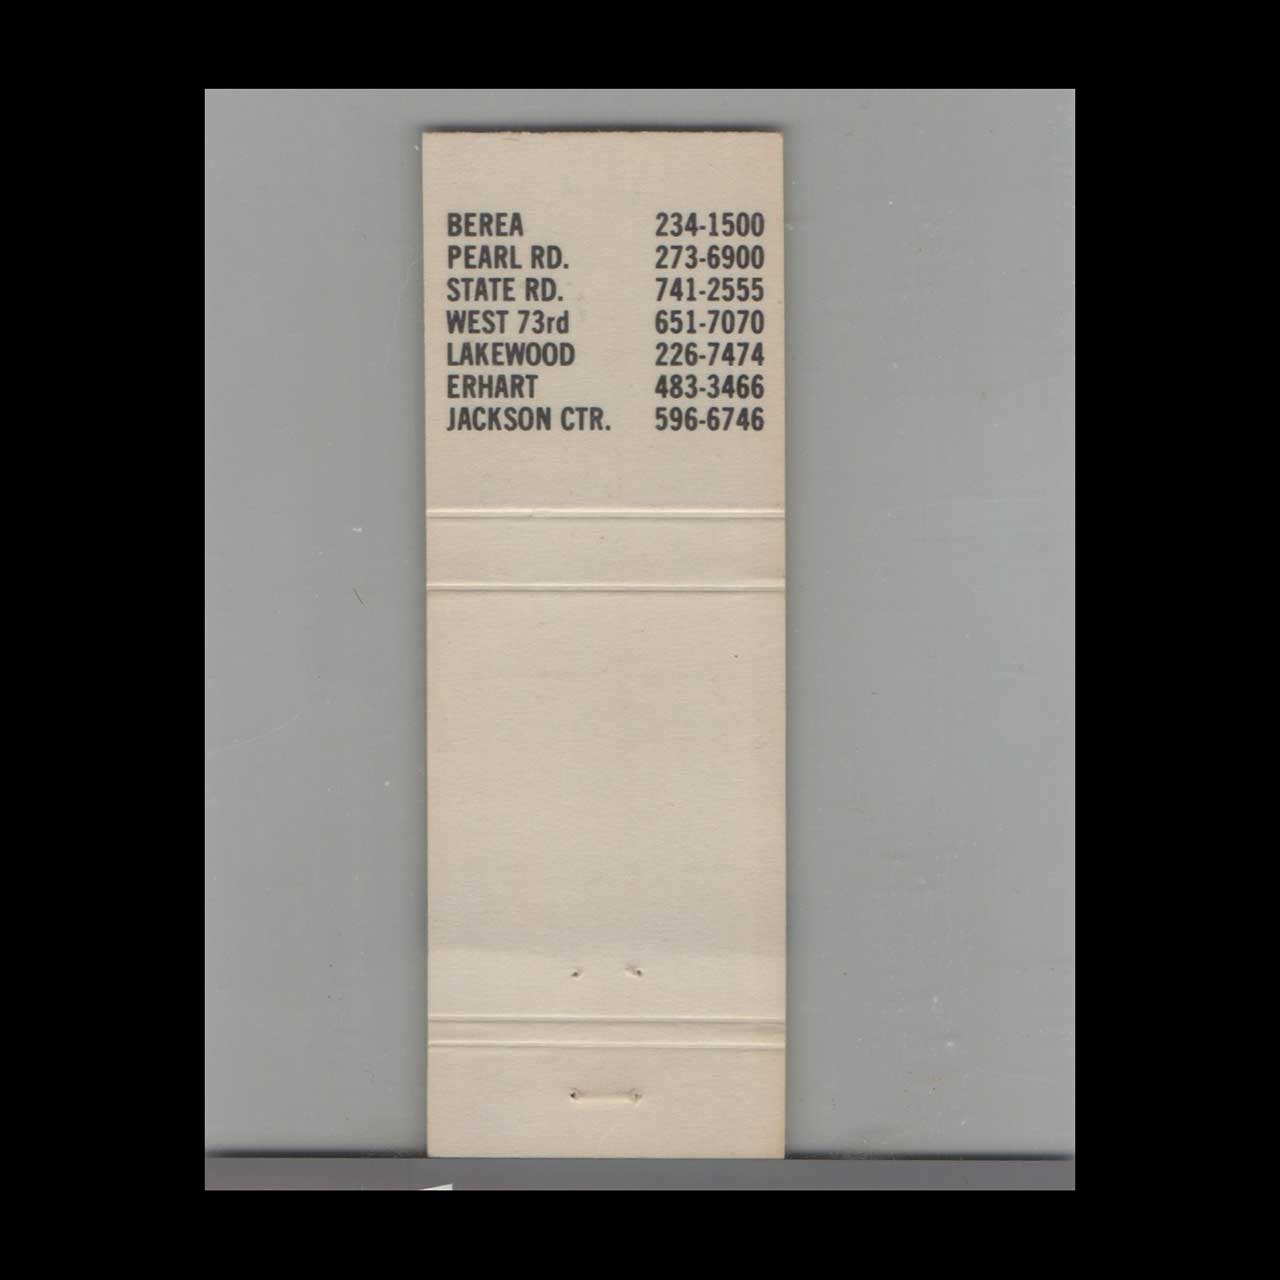 BEREA 234-1500
PEARL RD. 273-6900
STATE RD. 741-2555
WEST 73rd 651-7070
LAKEWOOD 226-7474
ERHART 483-3466
JACKSON CTR. 596-6746